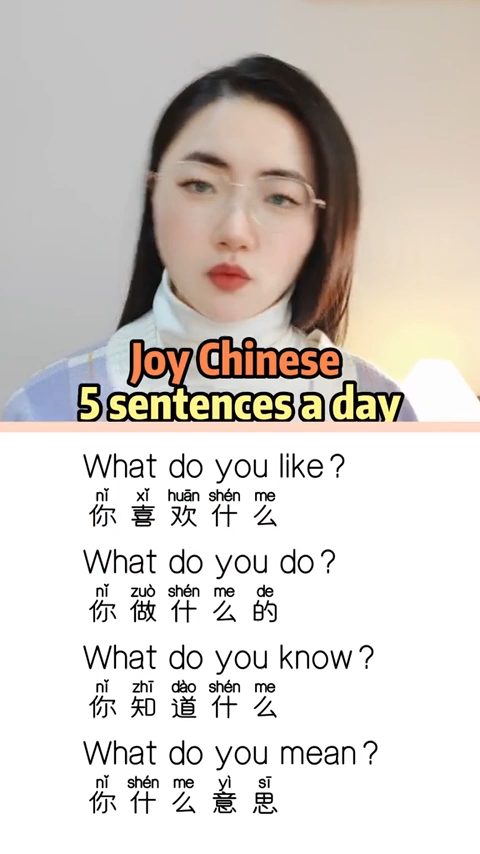 Joy Chinese
5 sentences a day
What do you like?
nǐ xǐ huān shén me
你喜欢什么
What do you do?
nǐ zuò shén me de
你做什么的
What do you know?
nǐ zhī dào shén me
你知道什么
What do you mean?
nǐ shén me yì sī
你什么意思